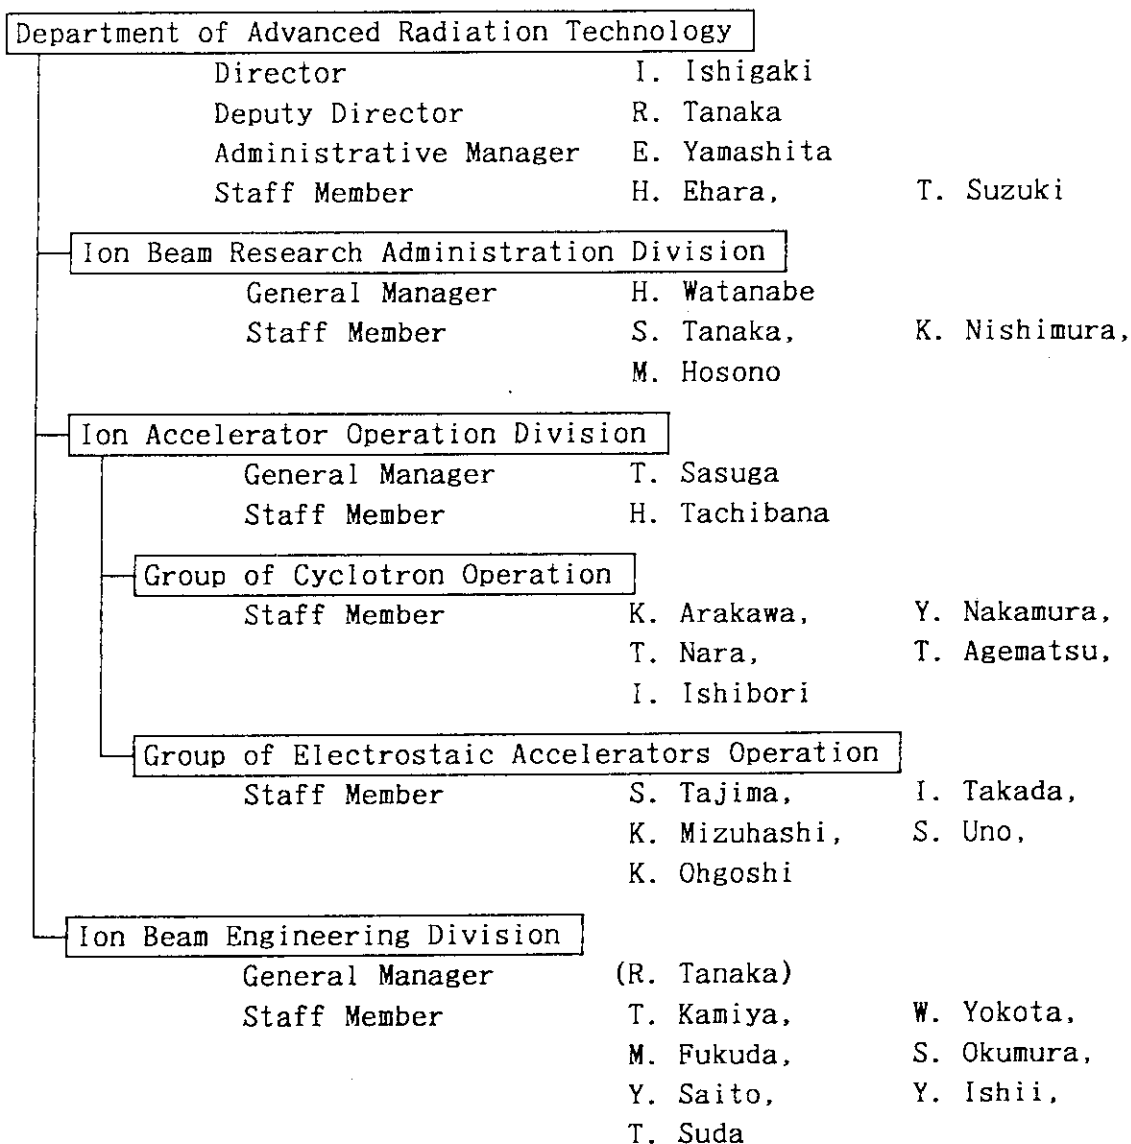 Department of Advanced Radiation Technology
Director I. Ishigaki
Deputy Director R. Tanaka
Administrative Manager E. Yamashita
Staff Member H. Ehara, T. Suzuki
Ion Beam Research Administration Division
General Manager H. Watanabe
Staff Member S. Tanaka, K. Nishimura,
M. Hosono
Ion Accelerator Operation Division
General Manager T. Sasuga
Staff Member H. Tachibana
Group of Cyclotron Operation
Staff Member K. Arakawa, Y. Nakamura,
T. Nara, T. Agematsu,
I. Ishibori
Group of Electrostaic Accelerators Operation
Staff Member S. Tajima, I. Takada,
K. Mizuhashi, S. Uno,
K. Ohgoshi
Ion Beam Engineering Division
General Manager (R. Tanaka)
Staff Member T. Kamiya, W. Yokota,
M. Fukuda, S. Okumura,
Y. Saito, Y. Ishii,
T. Suda